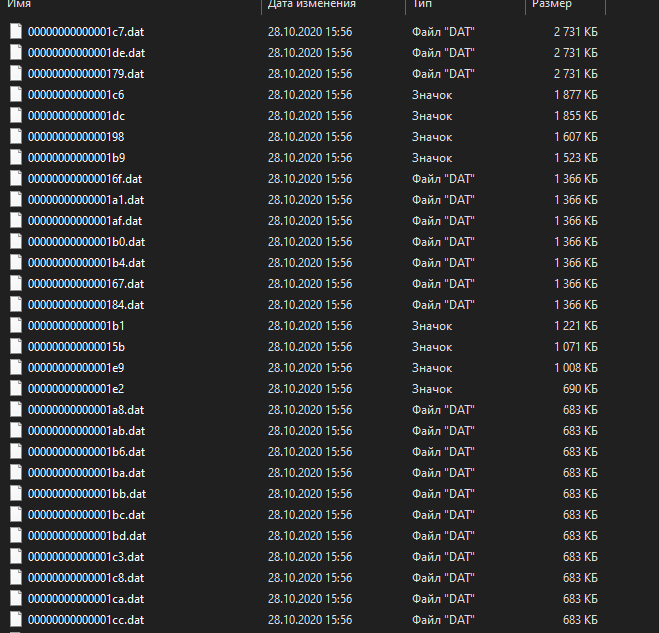 Имя Дата изменения Тип Размер
00000000000001c7.dat 28.10.2020 15:56 Файл "DAT" 2 731 КБ
00000000000001de.dat 28.10.2020 15:56 Файл "DAT" 2 731 КБ
0000000000000179.dat 28.10.2020 15:56 Файл "DAT" 2 731 КБ
00000000000001c6 28.10.2020 15:56 Значок 1 877 КБ
00000000000001dc 28.10.2020 15:56 Значок 1 855 КБ
0000000000000198 28.10.2020 15:56 Значок 1 607 КБ
00000000000001b9 28.10.2020 15:56 Значок 1 523 КБ
000000000000016f.dat 28.10.2020 15:56 Файл "DAT" 1 366 КБ
00000000000001a1.dat 28.10.2020 15:56 Файл "DAT" 1 366 КБ
00000000000001af.dat 28.10.2020 15:56 Файл "DAT" 1 366 КБ
00000000000001b0.dat 28.10.2020 15:56 Файл "DAT" 1 366 КБ
00000000000001b4.dat 28.10.2020 15:56 Файл "DAT" 1 366 КБ
0000000000000167.dat 28.10.2020 15:56 Файл "DAT" 1 366 КБ
0000000000000184.dat 28.10.2020 15:56 Файл "DAT" 1 366 КБ
00000000000001b1 28.10.2020 15:56 Значок 1 221 КБ
000000000000015b 28.10.2020 15:56 Значок 1 071 КБ
00000000000001e9 28.10.2020 15:56 Значок 1 008 КБ
00000000000001e2 28.10.2020 15:56 Значок 690 КБ
00000000000001a8.dat 28.10.2020 15:56 Файл "DAT" 683 КБ
00000000000001ab.dat 28.10.2020 15:56 Файл "DAT" 683 КБ
00000000000001b6.dat 28.10.2020 15:56 Файл "DAT" 683 КБ
00000000000001ba.dat 28.10.2020 15:56 Файл "DAT" 683 КБ
00000000000001bb.dat 28.10.2020 15:56 Файл "DAT" 683 КБ
00000000000001bc.dat 28.10.2020 15:56 Файл "DAT" 683 КБ
00000000000001bd.dat 28.10.2020 15:56 Файл "DAT" 683 КБ
00000000000001c3.dat 28.10.2020 15:56 Файл "DAT" 683 КБ
00000000000001c8.dat 28.10.2020 15:56 Файл "DAT" 683 КБ
00000000000001ca.dat 28.10.2020 15:56 Файл "DAT" 683 КБ
00000000000001cc.dat 28.10.2020 15:56 Файл "DAT" 683 КБ